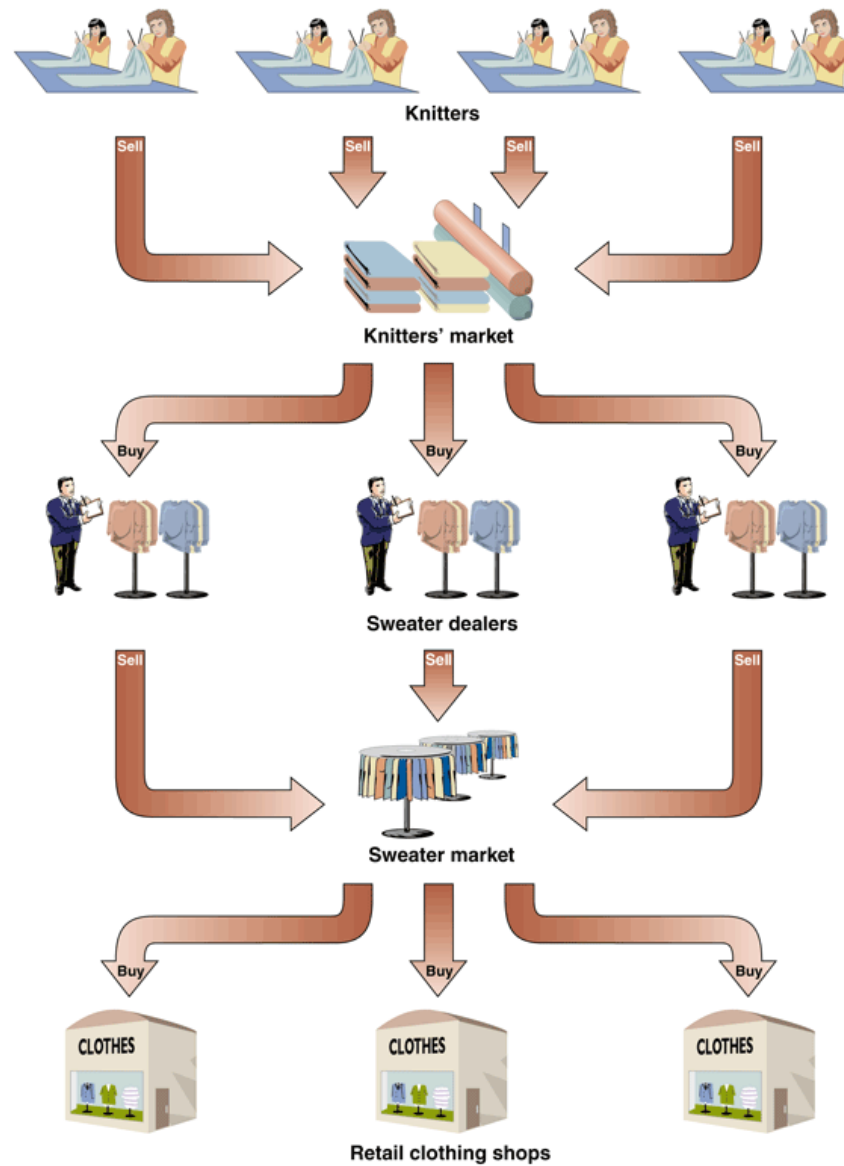 Knitters
Sell
Sell
Sell
Sell
Knitters’ market
Buy
Buy
Buy
Sweater dealers
Sell
Sell
Sell
Sweater market
Buy
Buy
Buy
CLOTHES
CLOTHES
CLOTHES
Retail clothing shops